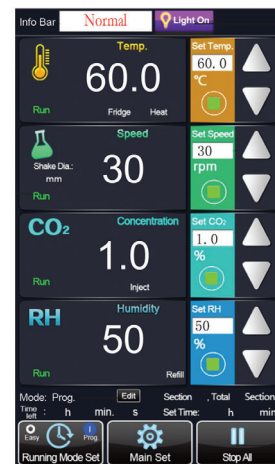 Info Bar Normal Light On
Temp. Set Temp.
60.0 60.0
°C
Run Fridge Heat
Speed Set Speed
Shake Dia.: 30 30
mm rpm
Run
CO₂ Concentration Set CO₂
1.0 1.0
%
Run Inject
RH Humidity Set RH
50 50
%
Run Refill
Mode: Prog. Edit Section , Total Section
Time left : h min. s Set Time: h min
Easy I Prog.
Running Mode Set Main Set Stop All